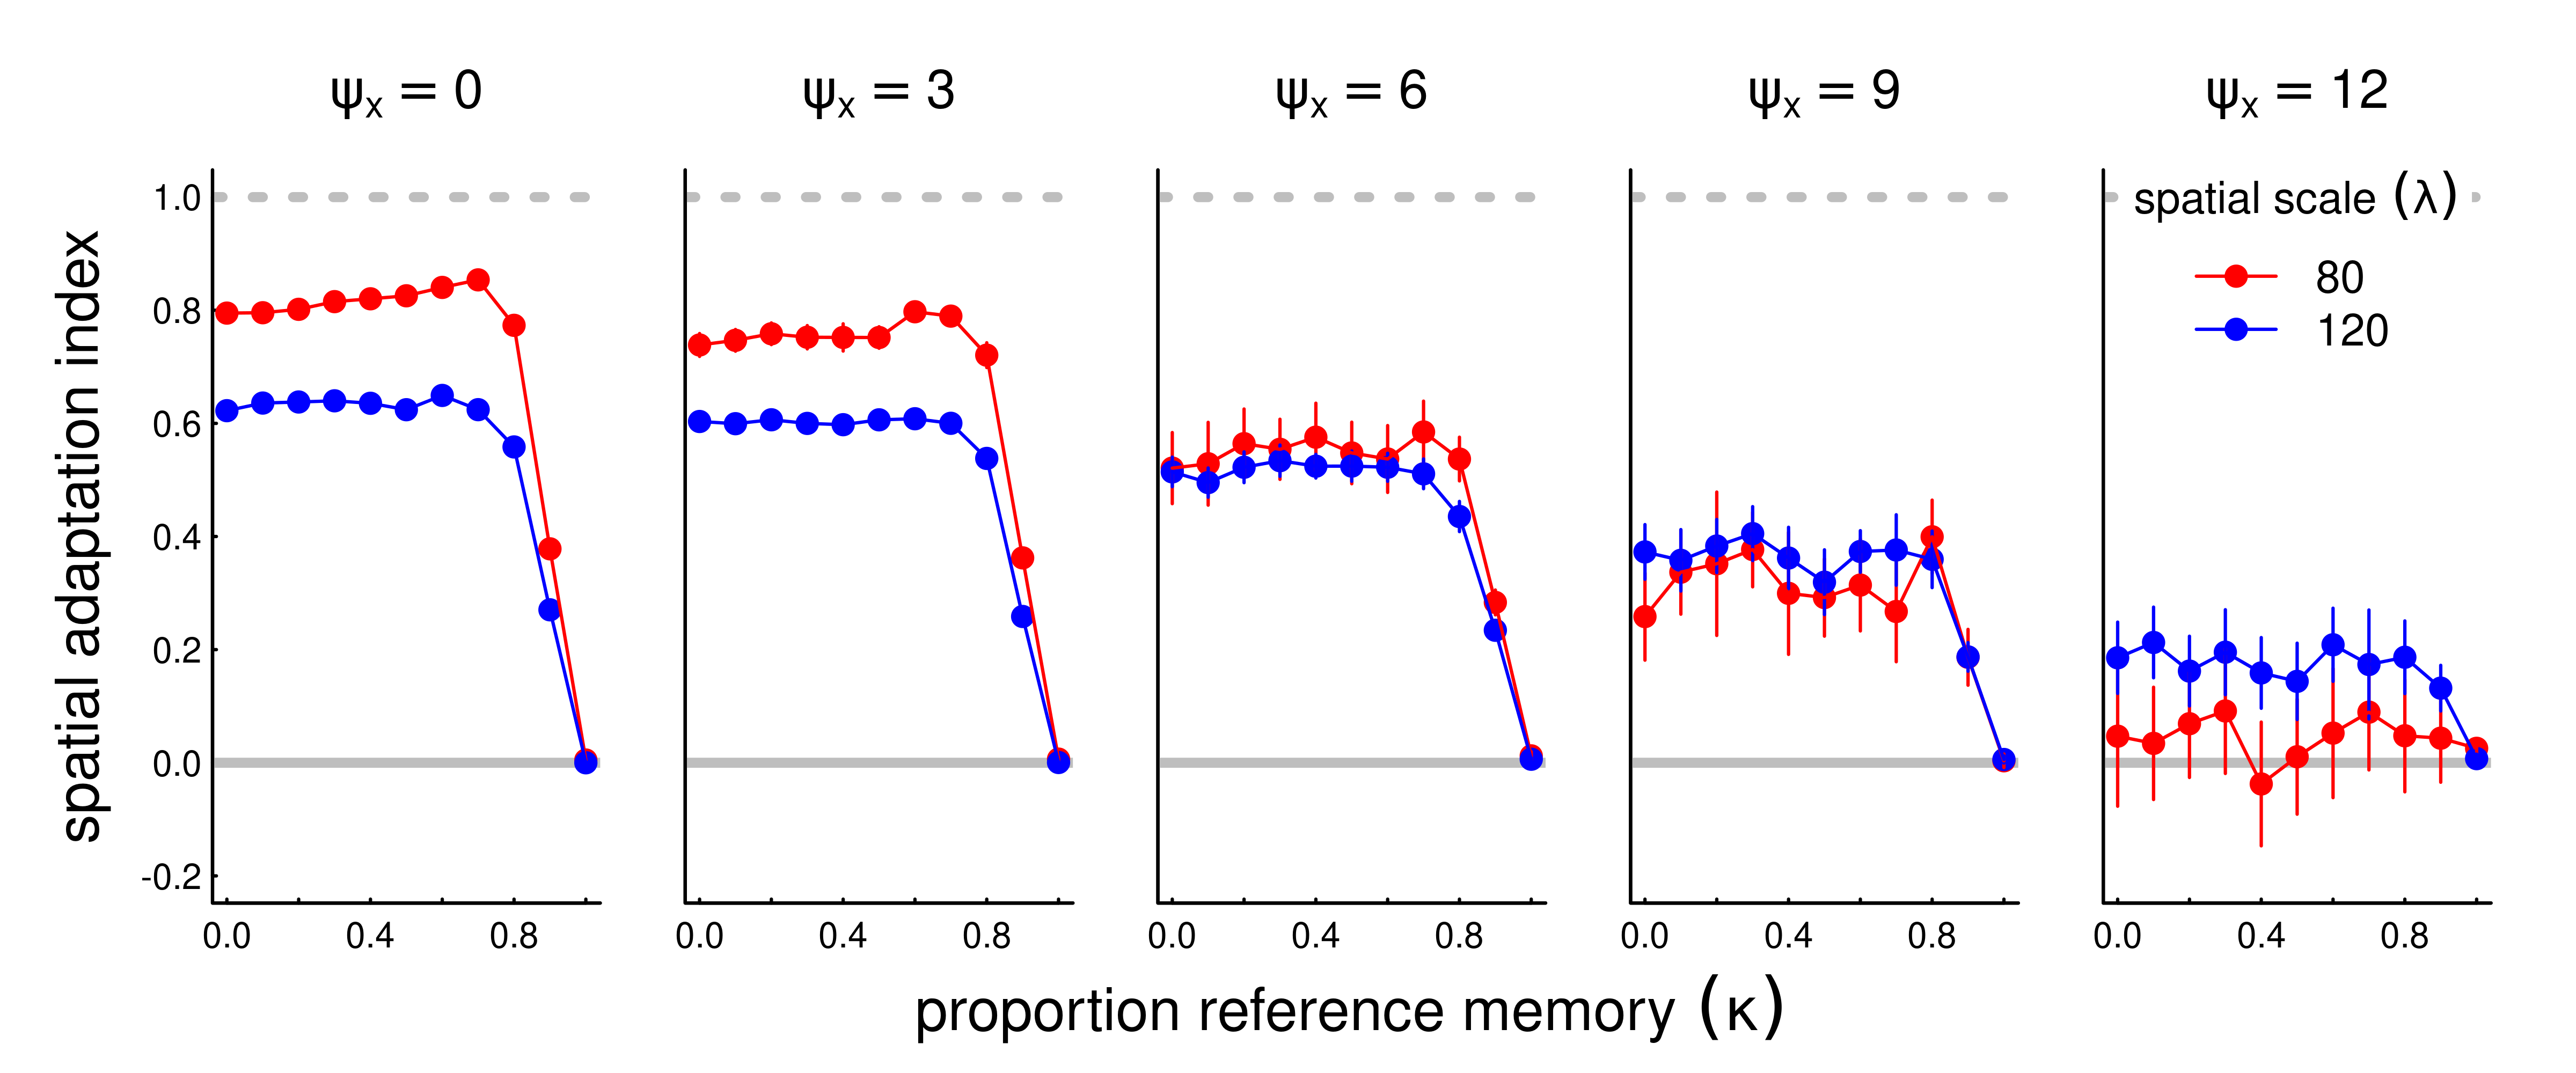 ψx = 0
ψx = 3
ψx = 6
ψx = 9
ψx = 12
spatial adaptation index
1.0
0.8
0.6
0.4
0.2
0.0
-0.2
spatial scale (λ)
80
120
0.0 0.4 0.8
0.0 0.4 0.8
0.0 0.4 0.8
0.0 0.4 0.8
0.0 0.4 0.8
proportion reference memory (κ)